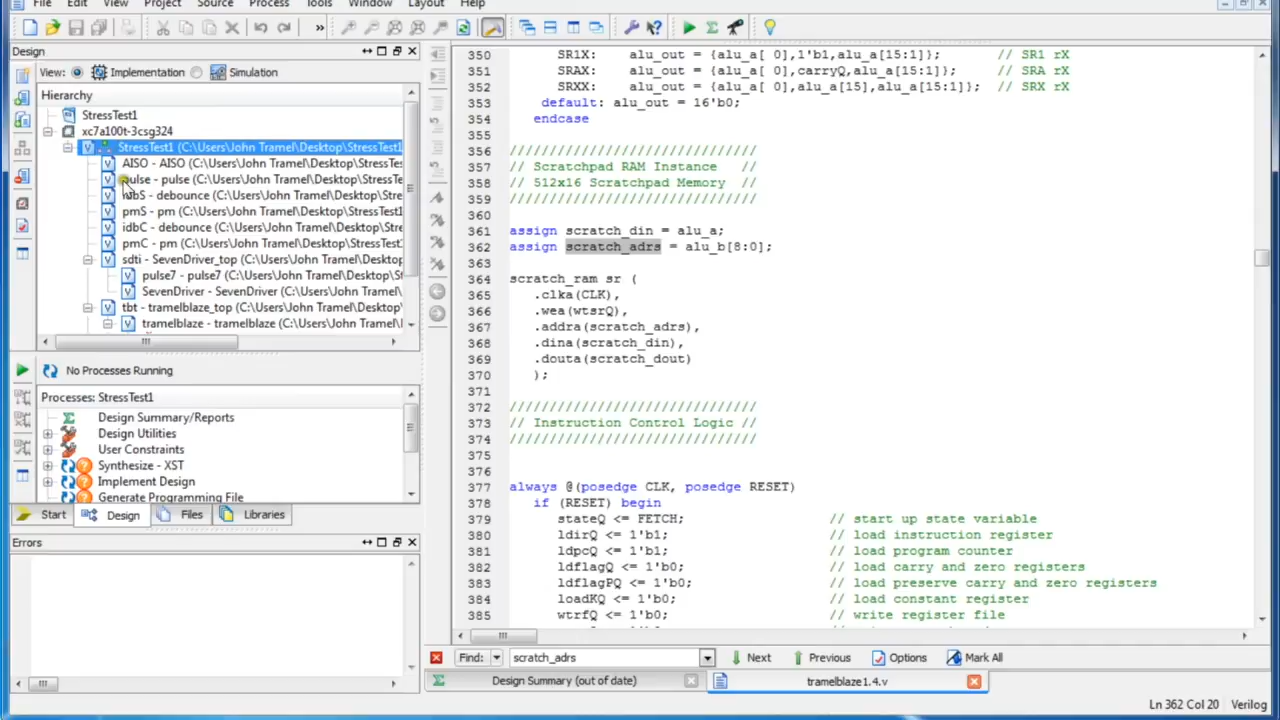 File Edit View Project Source Process Tools Window Layout Help
»
Design
View: Implementation Simulation
Hierarchy
StressTest1
xc7a100t-3csg324
StressTest1 (C:\Users\John Tramel\Desktop\StressTest1
AISO - AISO (C:\Users\John Tramel\Desktop\StressTes
pulse - pulse (C:\Users\John Tramel\Desktop\StressTe
- debounce (C:\Users\John Tramel\Desktop\Stre
pmS - pm (C:\Users\John Tramel\Desktop\StressTest1
idbC - debounce (C:\Users\John Tramel\Desktop\Stre
pmC - pm (C:\Users\John Tramel\Desktop\StressTest1
sdti - SevenDriver_top (C:\Users\John Tramel\Deskto
pulse7 - pulse7 (C:\Users\John Tramel\Desktop\St
SevenDriver - SevenDriver (C:\Users\John Tramel\
tbt - tramelblaze_top (C:\Users\John Tramel\Desktop
tramelblaze - tramelblaze (C:\Users\John Tramel\
No Processes Running
Processes: StressTest1
Design Summary/Reports
Design Utilities
User Constraints
Synthesize - XST
Implement Design
Generate Programming File
Start Design Files Libraries
Errors
350 SR1X: alu_out = {alu_a[ 0],1'b1,alu_a[15:1]}; // SR1 rX
351 SRAX: alu_out = {alu_a[ 0],carryQ,alu_a[15:1]}; // SRA rX
352 SRXX: alu_out = {alu_a[ 0],alu_a[15],alu_a[15:1]}; // SRX rX
353 default: alu_out = 16'b0;
354 endcase
355
356 ///////////////////////////////
357 // Scratchpad RAM Instance //
358 // 512x16 Scratchpad Memory //
359 ///////////////////////////////
360
361 assign scratch_din = alu_a;
362 assign scratch_adrs = alu_b[8:0];
363
364 scratch_ram sr (
365 .clka(CLK),
366 .wea(wtsrQ),
367 .addra(scratch_adrs),
368 .dina(scratch_din),
369 .douta(scratch_dout)
370 );
371
372 ///////////////////////////////
373 // Instruction Control Logic //
374 ///////////////////////////////
375
376
377 always @(posedge CLK, posedge RESET)
378 if (RESET) begin
379 stateQ <= FETCH; // start up state variable
380 ldirQ <= 1'b1; // load instruction register
381 ldpcQ <= 1'b1; // load program counter
382 ldflagQ <= 1'b0; // load carry and zero registers
383 ldflagPQ <= 1'b0; // load preserve carry and zero registers
384 loadKQ <= 1'b0; // load constant register
385 wtrfQ <= 1'b0; // write register file
Find: scratch_adrs Next Previous Options Mark All
Design Summary (out of date) tramelblaze1.4.v
Ln 362 Col 20 Verilog